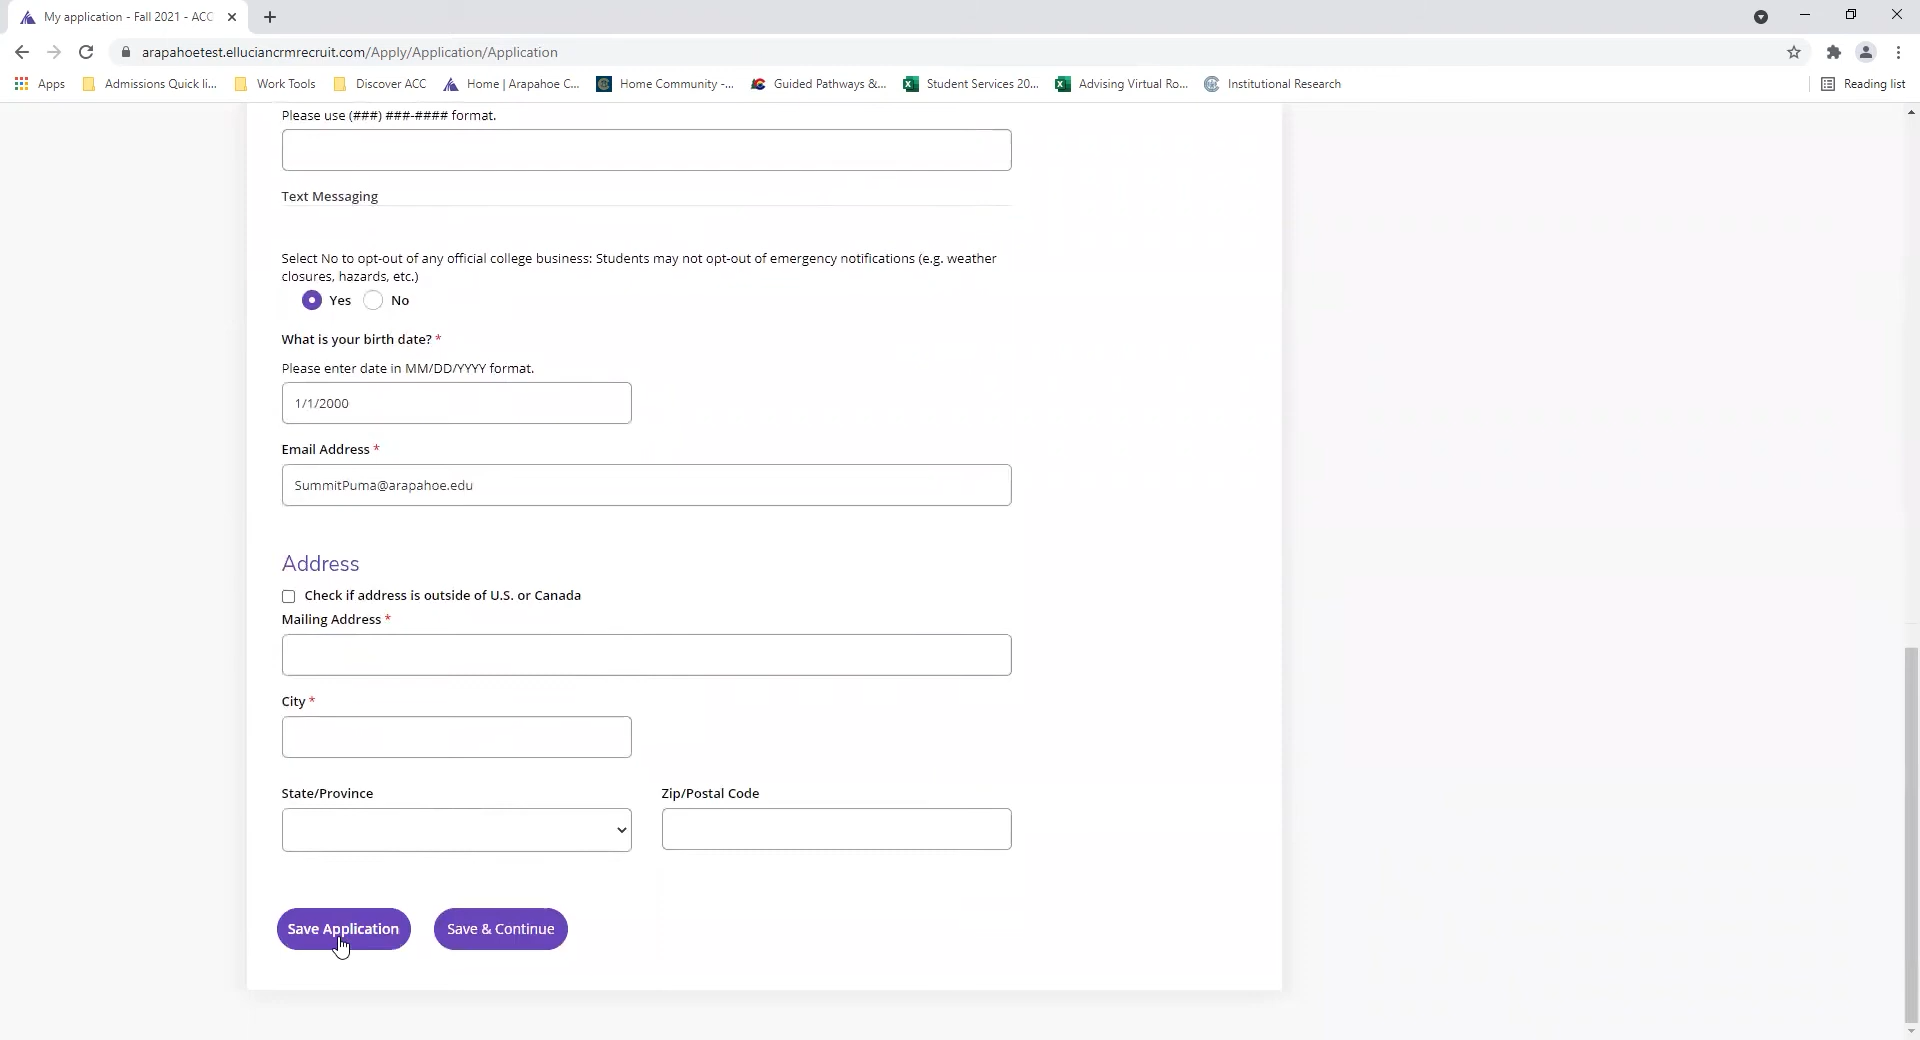 My application - Fall 2021 - ACC
arapahoetest.elluciancrmrecruit.com/Apply/Application/Application
Apps Admissions Quick li... Work Tools Discover ACC Home | Arapahoe C... Home Community -... Guided Pathways &... Student Services 20... Advising Virtual Ro... Institutional Research Reading list
Please use (###) ###-#### format.
Text Messaging
Select No to opt-out of any official college business: Students may not opt-out of emergency notifications (e.g. weather
closures, hazards, etc.)
Yes No
What is your birth date? *
Please enter date in MM/DD/YYYY format.
1/1/2000
Email Address *
SummitPuma@arapahoe.edu
Address
Check if address is outside of U.S. or Canada
Mailing Address *
City *
State/Province Zip/Postal Code
Save Application Save & Continue